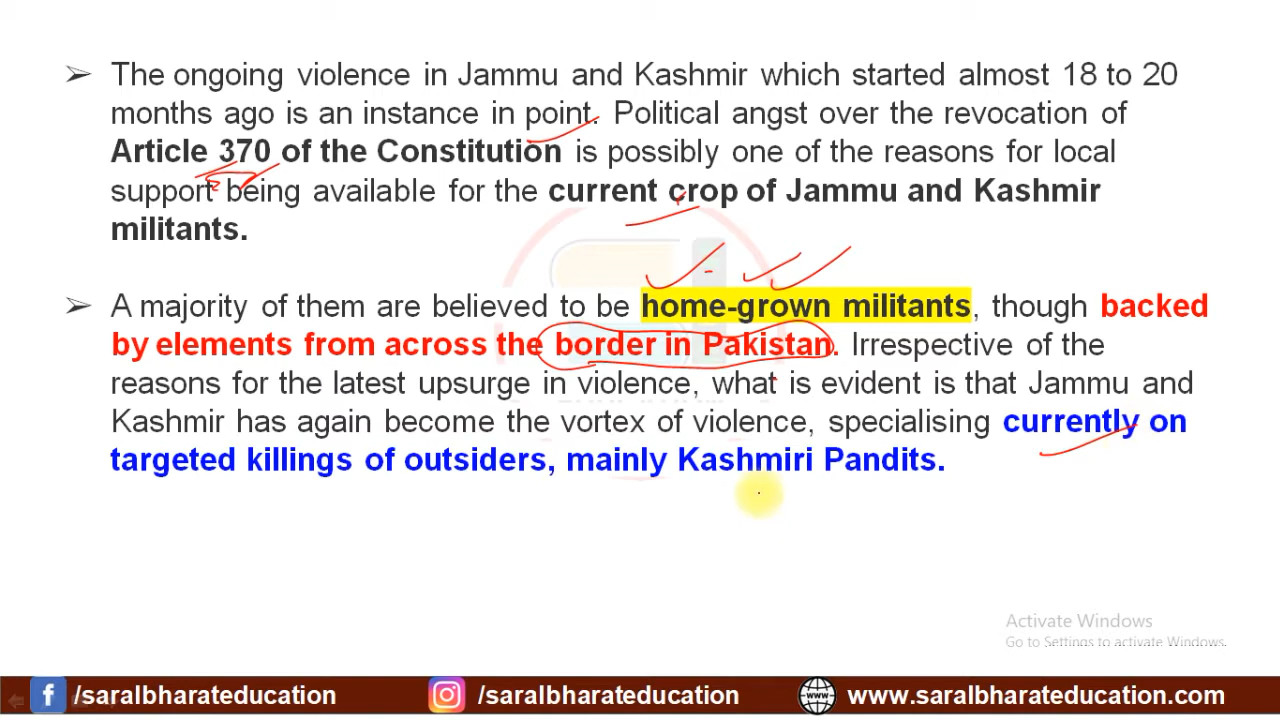 ➢ The ongoing violence in Jammu and Kashmir which started almost 18 to 20
months ago is an instance in point. Political angst over the revocation of
Article 370 of the Constitution is possibly one of the reasons for local
support being available for the current crop of Jammu and Kashmir
militants.
➢ A majority of them are believed to be home-grown militants, though backed
by elements from across the border in Pakistan. Irrespective of the
reasons for the latest upsurge in violence, what is evident is that Jammu and
Kashmir has again become the vortex of violence, specialising currently on
targeted killings of outsiders, mainly Kashmiri Pandits.
Activate Windows
Go to Settings to activate Windows.
/saralbharateducation /saralbharateducation www.saralbharateducation.com